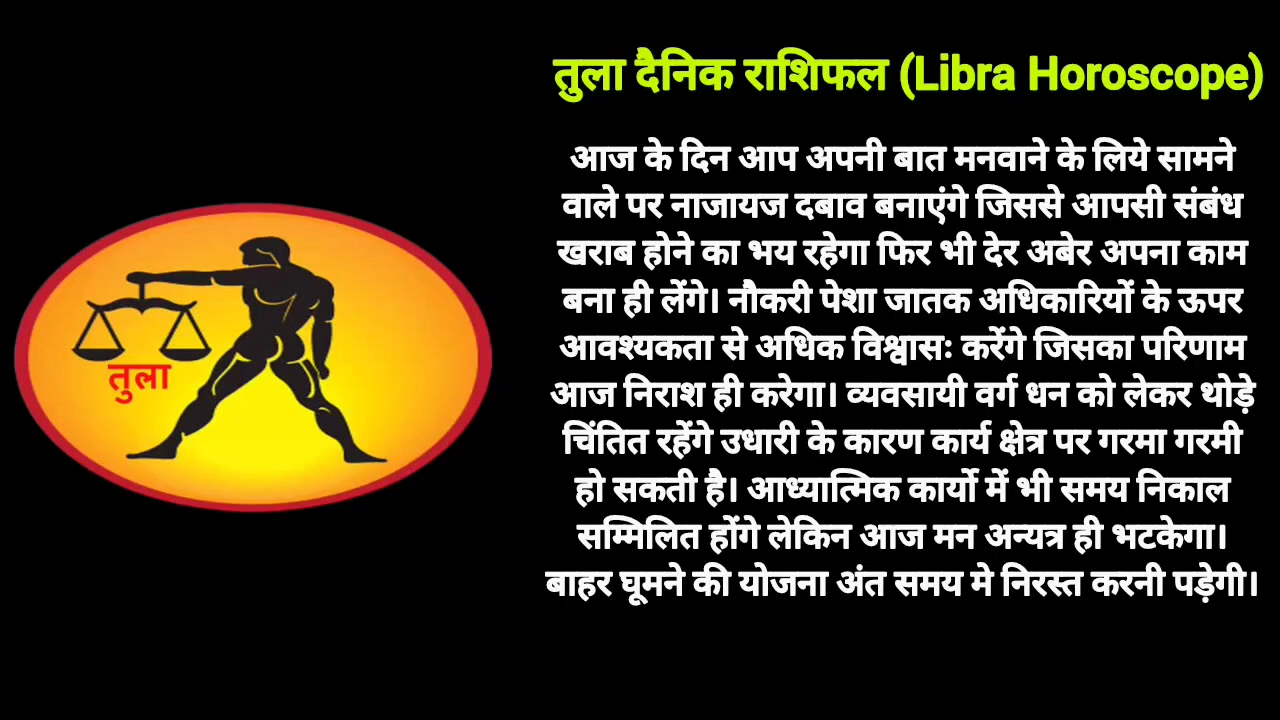 तुला दैनिक राशिफल (Libra Horoscope)
आज के दिन आप अपनी बात मनवाने के लिये सामने
वाले पर नाजायज दबाव बनाएंगे जिससे आपसी संबंध
खराब होने का भय रहेगा फिर भी देर अबेर अपना काम
बना ही लेंगे। नौकरी पेशा जातक अधिकारियों के ऊपर
आवश्यकता से अधिक विश्वासः करेंगे जिसका परिणाम
आज निराश ही करेगा। व्यवसायी वर्ग धन को लेकर थोड़े
चिंतित रहेंगे उधारी के कारण कार्य क्षेत्र पर गरमा गरमी
हो सकती है। आध्यात्मिक कार्यो में भी समय निकाल
सम्मिलित होंगे लेकिन आज मन अन्यत्र ही भटकेगा।
बाहर घूमने की योजना अंत समय मे निरस्त करनी पड़ेगी।
तुला